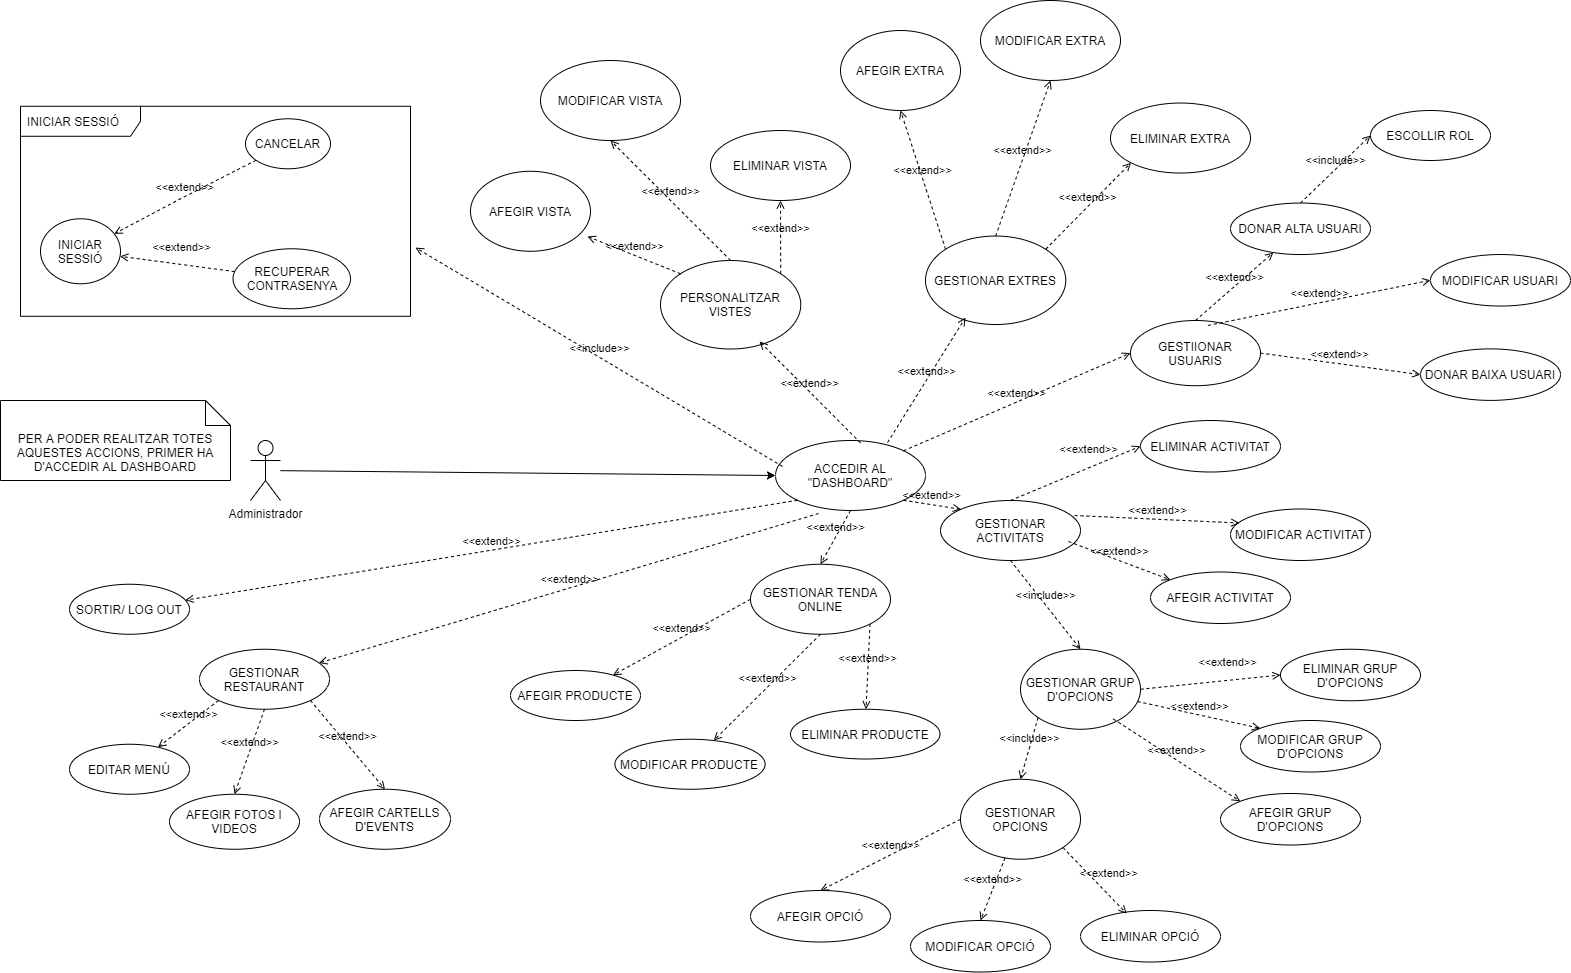 MODIFICAR EXTRA
AFEGIR EXTRA
MODIFICAR VISTA
INICIAR SESSIÓ
CANCELAR
ELIMINAR VISTA
ELIMINAR EXTRA
ESCOLLIR ROL
<<extend>>
<<extend>>
<<include>>
<<extend>>
<<extend>>
<<extend>>
<<extend>>
AFEGIR VISTA
<<extend>>
DONAR ALTA USUARI
INICIAR
SESSIÓ
<<extend>>
<<extend>>
RECUPERAR
CONTRASENYA
PERSONALITZAR
VISTES
GESTIONAR EXTRES
<<extend>>
<<extend>>
MODIFICAR USUARI
<<include>>
GESTIIONAR
USUARIS
<<extend>>
DONAR BAIXA USUARI
<<extend>>
<<extend>>
<<extend>>
PER A PODER REALITZAR TOTES
AQUESTES ACCIONS, PRIMER HA
D'ACCEDIR AL DASHBOARD
Administrador
ACCEDIR AL
"DASHBOARD"
<<extend>>
ELIMINAR ACTIVITAT
<<extend>>
GESTIONAR
ACTIVITATS
<<extend>>
MODIFICAR ACTIVITAT
<<extend>>
AFEGIR ACTIVITAT
<<extend>>
<<extend>>
<<extend>>
<<include>>
SORTIR/ LOG OUT
GESTIONAR TENDA
ONLINE
<<extend>>
<<extend>>
<<extend>>
GESTIONAR
RESTAURANT
<<extend>>
<<extend>>
<<extend>>
AFEGIR PRODUCTE
MODIFICAR PRODUCTE
ELIMINAR PRODUCTE
EDITAR MENÚ
AFEGIR FOTOS I
VIDEOS
AFEGIR CARTELLS
D'EVENTS
GESTIONAR GRUP
D'OPCIONS
<<extend>>
ELIMINAR GRUP
D'OPCIONS
<<extend>>
MODIFICAR GRUP
D'OPCIONS
<<include>>
<<extend>>
AFEGIR GRUP
D'OPCIONS
GESTIONAR
OPCIONS
<<extend>>
<<extend>>
<<extend>>
AFEGIR OPCIÓ
MODIFICAR OPCIÓ
ELIMINAR OPCIÓ